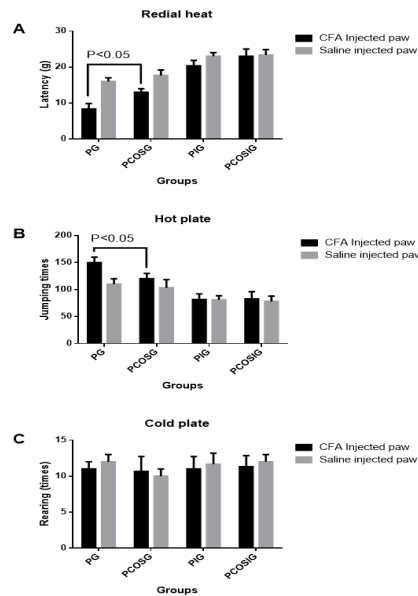 Redial heat
A
CFA Injected paw
Saline injected paw
P<0.05
Latency (g)
30
20
10
0
PG
PCOSG
PIG
PCOSIG
Groups
Hot plate
B
CFA Injected paw
Saline injected paw
P<0.05
Jumping times
200
150
100
50
0
PG
PCOSG
PIG
PCOSIG
Groups
Cold plate
C
CFA Injected paw
Saline injected paw
Rearing (times)
15
10
5
0
PG
PCOSG
PIG
PCOSIG
Groups